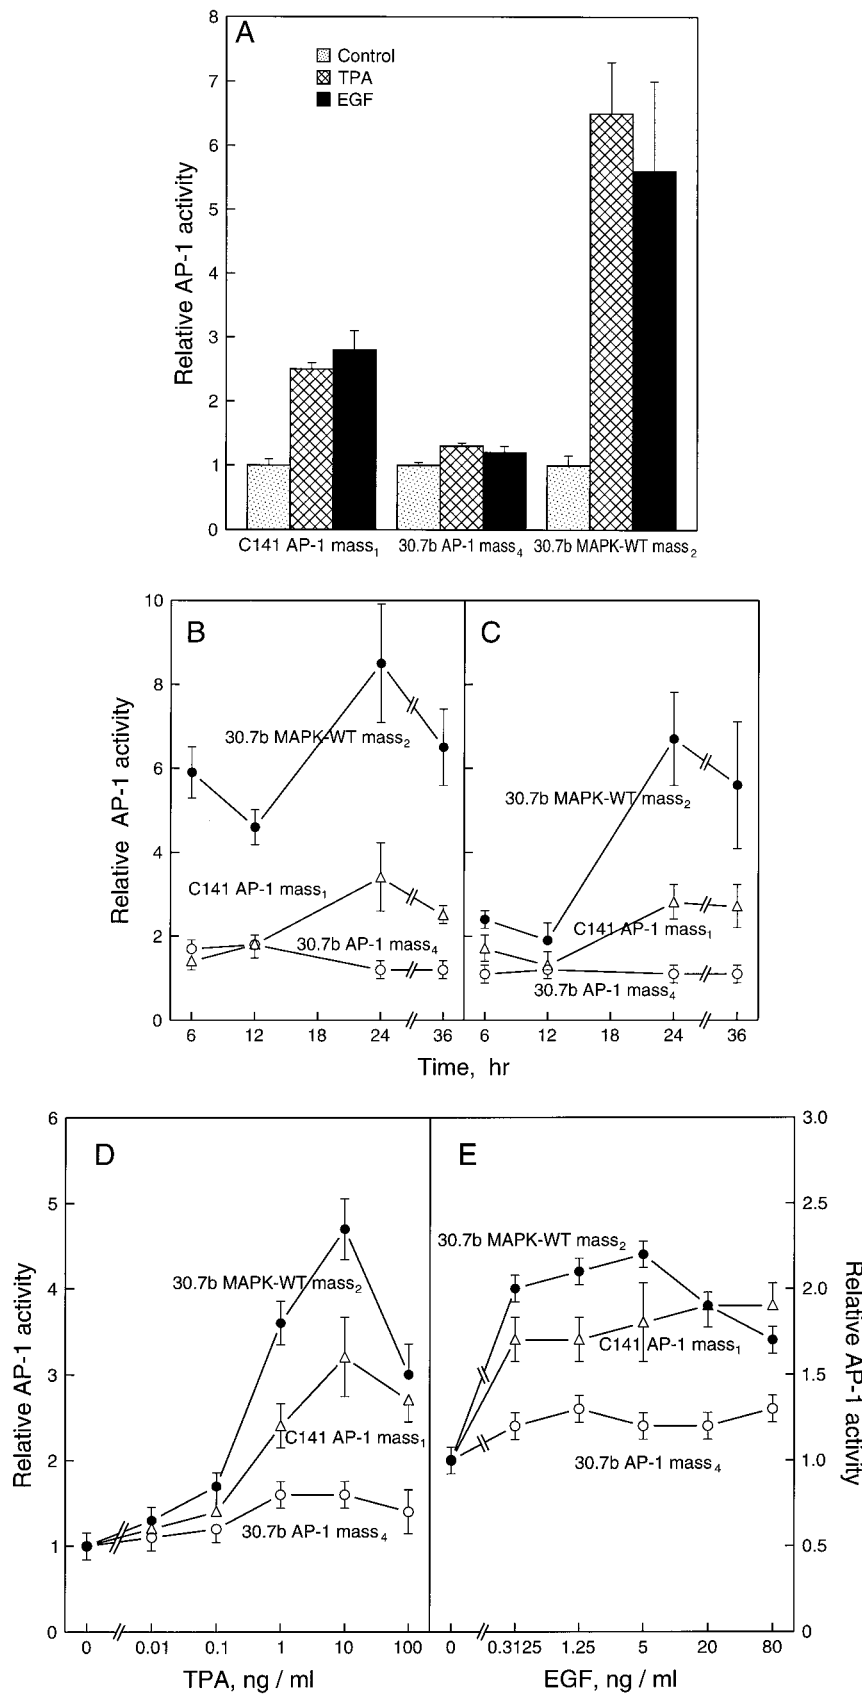 A
8
7
6
5
4
3
2
1
0
Relative AP-1 activity
Control
TPA
EGF
C141 AP-1 mass₁ 30.7b AP-1 mass₄ 30.7b MAPK-WT mass₂
B
10
8
6
4
2
0
Relative AP-1 activity
30.7b MAPK-WT mass₂
C141 AP-1 mass₁
30.7b AP-1 mass₄
6 12 18 24 36
C
30.7b MAPK-WT mass₂
C141 AP-1 mass₁
30.7b AP-1 mass₄
6 12 18 24 36
Time, hr
D
6
5
4
3
2
1
0
Relative AP-1 activity
30.7b MAPK-WT mass₂
C141 AP-1 mass₁
30.7b AP-1 mass₄
0 0.01 0.1 1 10 100
TPA, ng / ml
E
30.7b MAPK-WT mass₂
C141 AP-1 mass₁
30.7b AP-1 mass₄
3.0
2.5
2.0
1.5
1.0
0.5
0
Relative AP-1 activity
0 0.3125 1.25 5 20 80
EGF, ng / ml